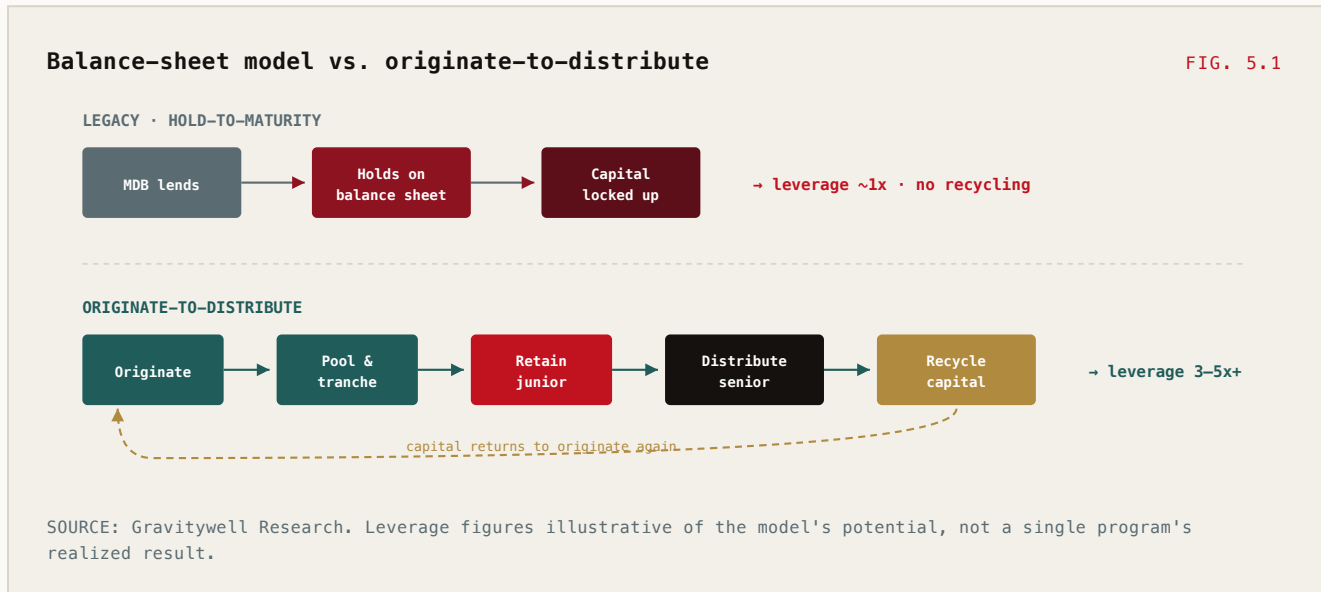 Balance–sheet model vs. originate–to–distribute
FIG. 5.1
LEGACY · HOLD–TO–MATURITY
MDB lends
Holds on
balance sheet
Capital
locked up
→ leverage ~1x · no recycling
ORIGINATE–TO–DISTRIBUTE
Originate
Pool &
tranche
Retain
junior
Distribute
senior
Recycle
capital
→ leverage 3–5x+
capital returns to originate again
SOURCE: Gravitywell Research. Leverage figures illustrative of the model's potential, not a single program's
realized result.